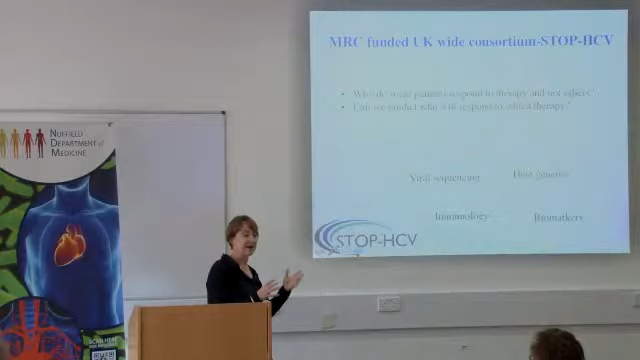 MRC funded UK wide consortium-STOP-HCV
• Why do some patients respond to therapy and not others?
• Can we predict who will respond to which therapy?
Viral sequencing
Host genetics
Immunology
Biomarkers
STOP-HCV
NUFFIELD
DEPARTMENT of
MEDICINE
SCAN HERE